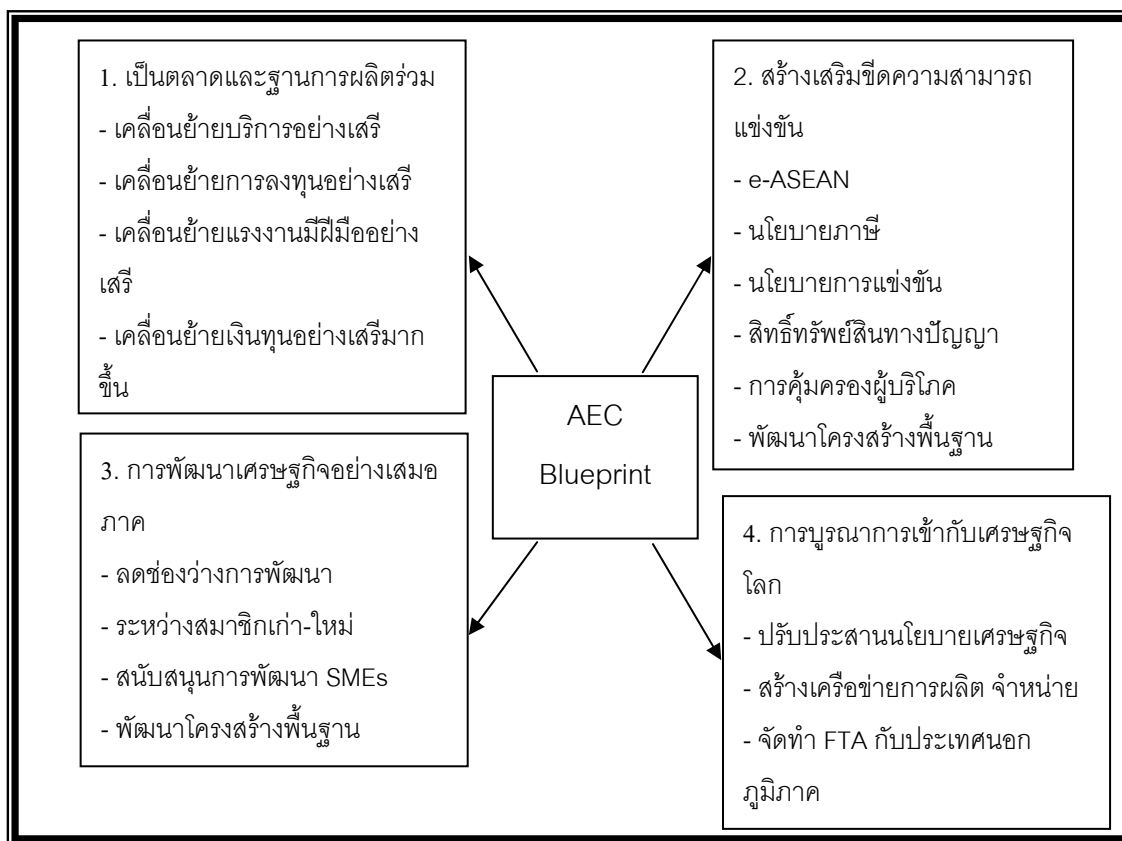 1. เป็นตลาดและฐานการผลิตร่วม
- เคลื่อนย้ายบริการอย่างเสรี
- เคลื่อนย้ายการลงทุนอย่างเสรี
- เคลื่อนย้ายแรงงานมีฝีมืออย่าง
เสรี
- เคลื่อนย้ายเงินทุนอย่างเสรีมาก
ขึ้น
2. สร้างเสริมขีดความสามารถ
แข่งขัน
- e-ASEAN
- นโยบายภาษี
- นโยบายการแข่งขัน
- สิทธิ์ทรัพย์สินทางปัญญา
- การคุ้มครองผู้บริโภค
- พัฒนาโครงสร้างพื้นฐาน
AEC
Blueprint
3. การพัฒนาเศรษฐกิจอย่างเสมอ
ภาค
- ลดช่องว่างการพัฒนา
- ระหว่างสมาชิกเก่า-ใหม่
- สนับสนุนการพัฒนา SMEs
- พัฒนาโครงสร้างพื้นฐาน
4. การบูรณาการเข้ากับเศรษฐกิจ
โลก
- ปรับประสานนโยบายเศรษฐกิจ
- สร้างเครือข่ายการผลิต จำหน่าย
- จัดทำ FTA กับประเทศนอก
ภูมิภาค